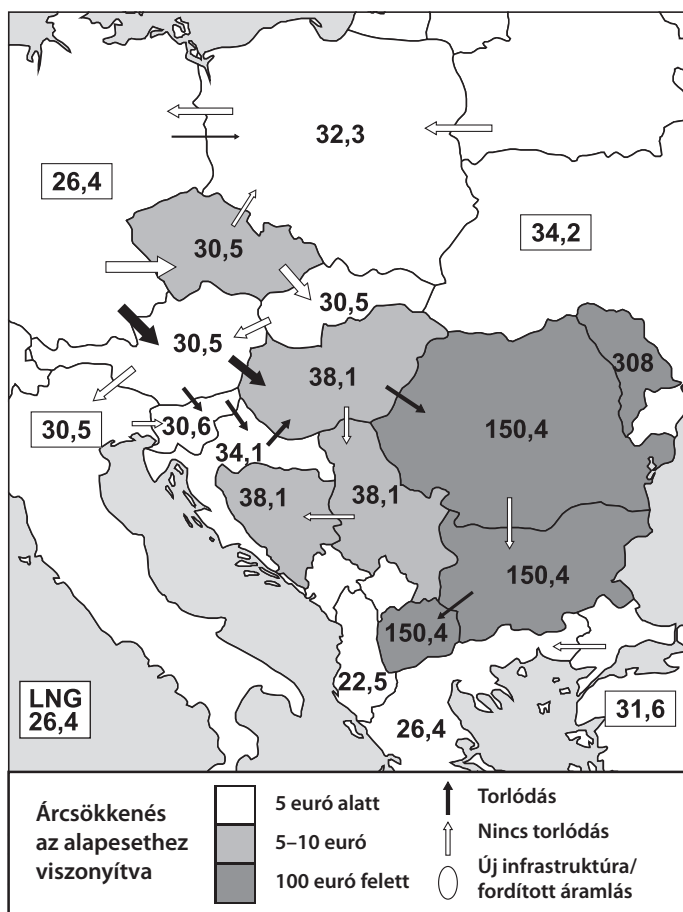 32,3
26,4
30,5
34,2
30,5
30,5
38,1
308
30,5
30,6
34,1
150,4
38,1
38,1
150,4
150,4
22,5
LNG
26,4
26,4
31,6
Árcsökkenés
az alapesethez
viszonyítva
5 euró alatt
5–10 euró
100 euró felett
Torlódás
Nincs torlódás
Új infrastruktúra/
fordított áramlás